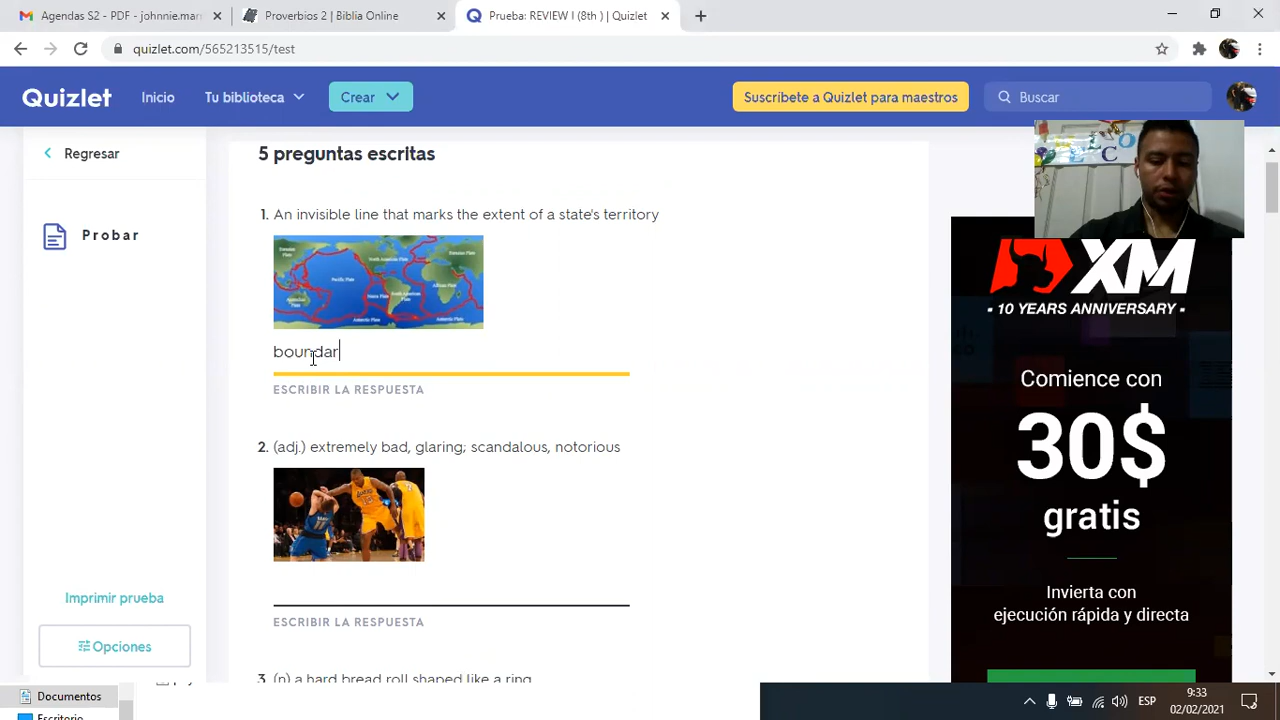 Agendas S2 - PDF - johnnie.mar
Proverbios 2 | Biblia Online
Prueba: REVIEW I (8th ) | Quizlet
quizlet.com/565213515/test
Quizlet
Inicio
Tu biblioteca
Crear
Suscríbete a Quizlet para maestros
Buscar
Regresar
Probar
5 preguntas escritas
1. An invisible line that marks the extent of a state's territory
boundar
ESCRIBIR LA RESPUESTA
2. (adj.) extremely bad, glaring; scandalous, notorious
ESCRIBIR LA RESPUESTA
3. (n) a hard bread roll shaped like a ring
Imprimir prueba
Opciones
XM
- 10 YEARS ANNIVERSARY -
Comience con
30$
gratis
Invierta con
ejecución rápida y directa
Documentos
Escritorio
ESP
9:33
02/02/2021